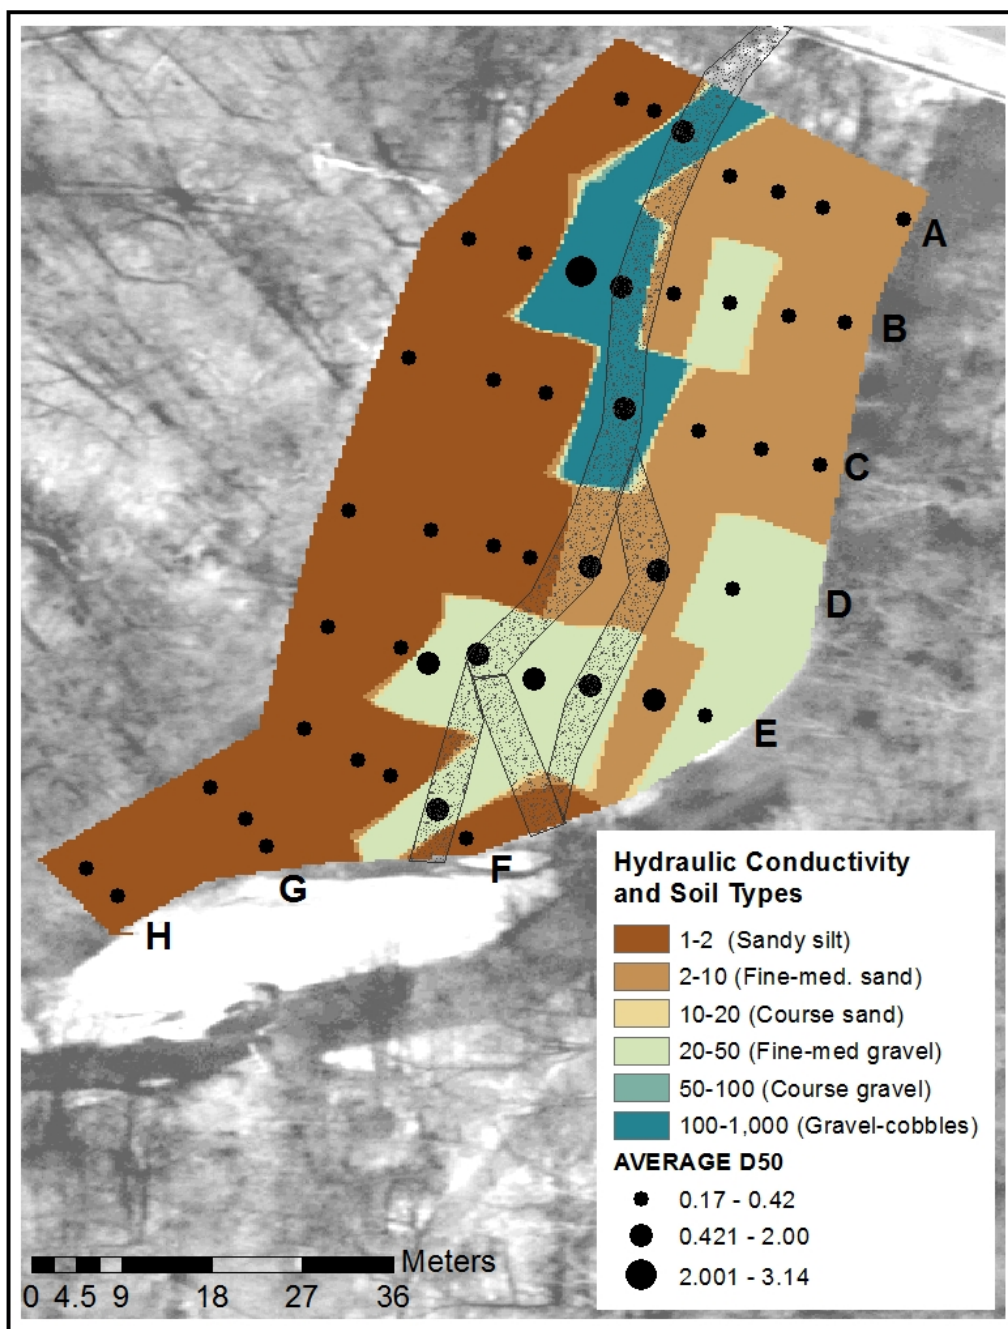 A
B
C
D
E
F
G
H
Hydraulic Conductivity
and Soil Types
1-2 (Sandy silt)
2-10 (Fine-med. sand)
10-20 (Course sand)
20-50 (Fine-med gravel)
50-100 (Course gravel)
100-1,000 (Gravel-cobbles)
AVERAGE D50
0.17 - 0.42
0.421 - 2.00
2.001 - 3.14
Meters
0 4.5 9 18 27 36